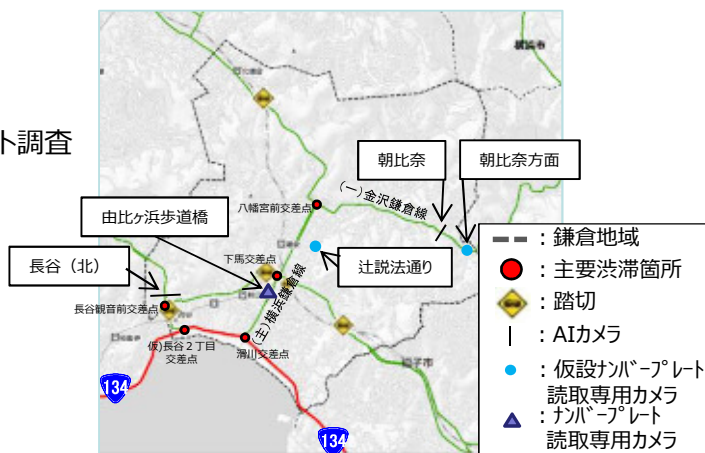 横浜市
ト調査
朝比奈
朝比奈方面
(一)金沢鎌倉線
八幡宮前交差点
由比ヶ浜歩道橋
下馬交差点
辻説法通り
長谷（北）
長谷観音前交差点
(主)横浜鎌倉線
仮)長谷２丁目
交差点
滑川交差点
逗子市
134
134
：鎌倉地域
：主要渋滞箇所
：踏切
：AIカメラ
：仮設ナンバープレート
読取専用カメラ
：ナンバープレート
読取専用カメラ